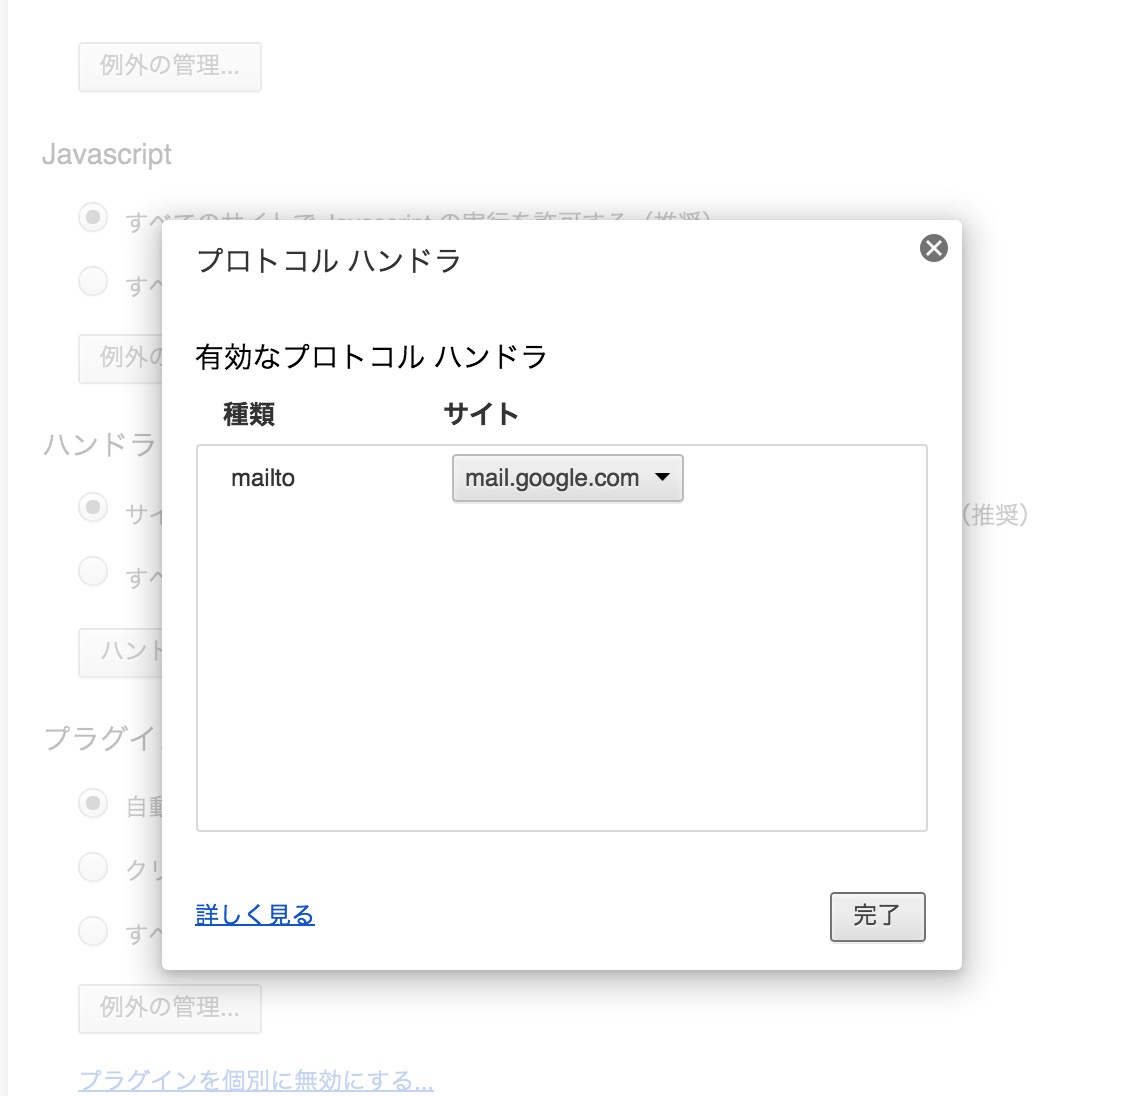 例外の管理...
Javascript
すべてのサイトで Javascript の実行を許可する（推奨）
プロトコル ハンドラ
すべ
有効なプロトコル ハンドラ
例外の
種類 サイト
ハンドラ
mailto mail.google.com
サイ （推奨）
すべ
ハンド
プラグイン
自動
クリ
すべ
詳しく見る 完了
例外の管理...
プラグインを個別に無効にする...